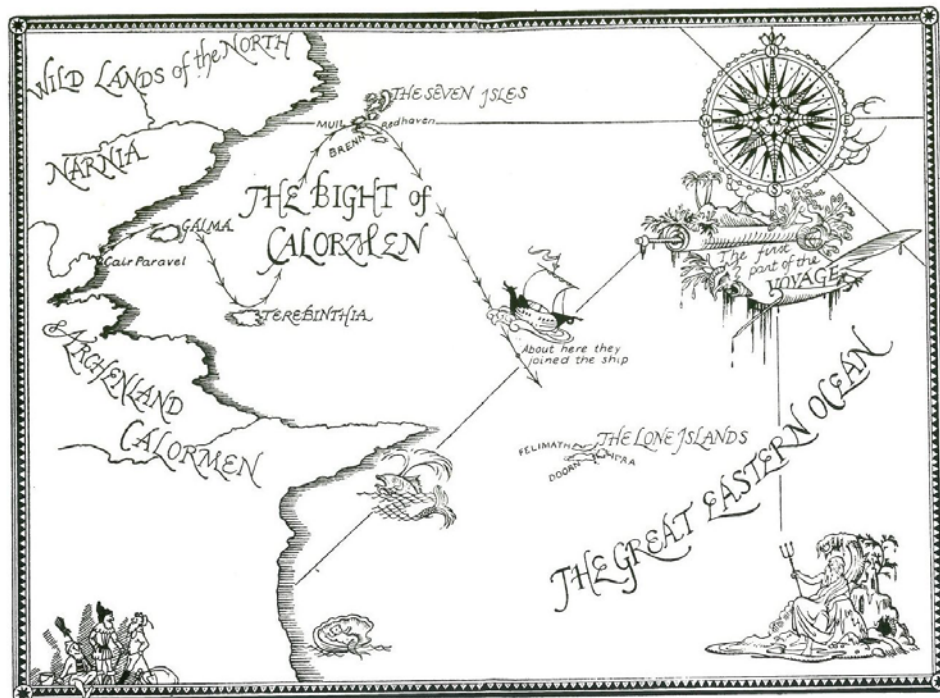 WILD LANDS of the NORTH
NARNIA
THE SEVEN ISLES
MUIL
Redhaven
BRENN
N
W
E
S
THE BIGHT of
CALORMEN
GALMA
Cair Paravel
TEREBINTHIA
The first
part of the
VOYAGE
About here they
joined the ship
ARCHENLAND
CALORMEN
FELIMATH
THE LONE ISLANDS
DOORN
AVRA
THE GREAT EASTERN OCEAN